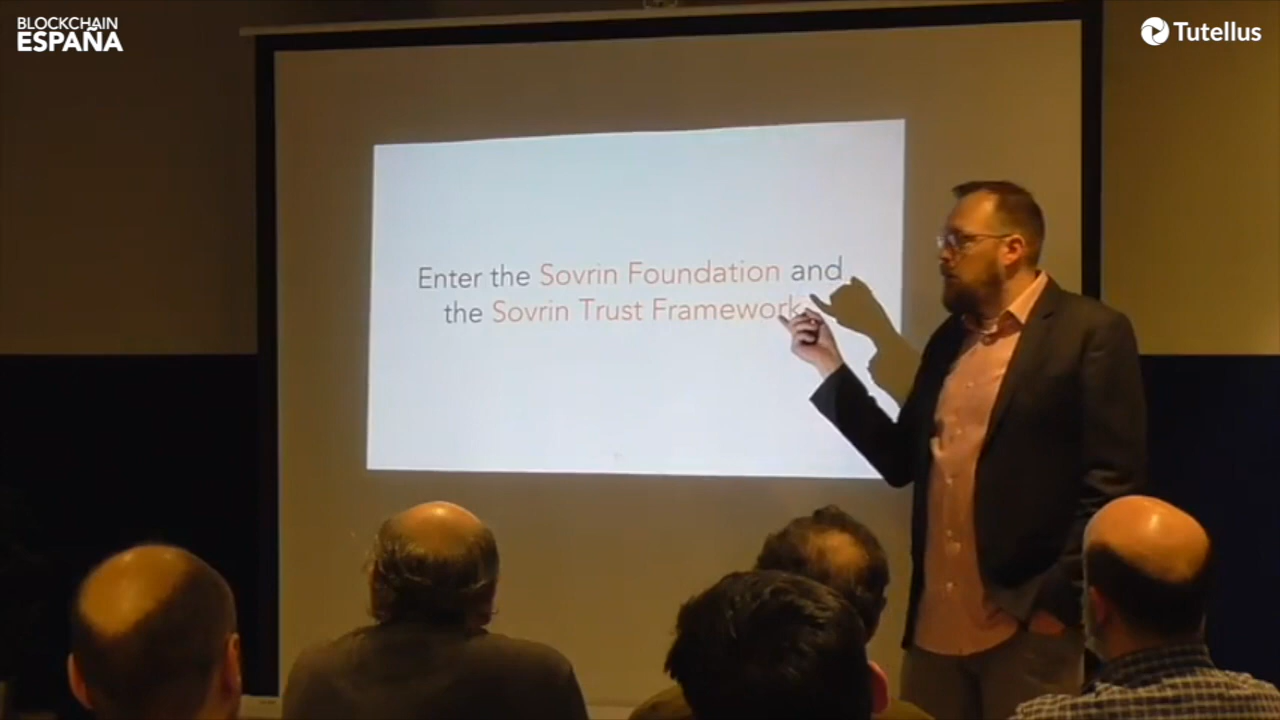 BLOCKCHAIN
ESPAÑA
Tutellus
Enter the Sovrin Foundation and
the Sovrin Trust Framework